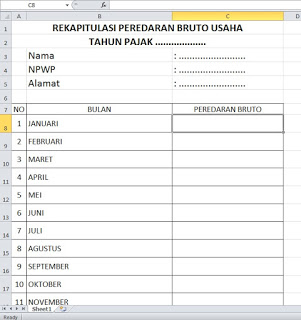 C8
fx
A B C
1 REKAPITULASI PEREDARAN BRUTO USAHA
2 TAHUN PAJAK ...................
3 Nama : .........................
4 NPWP : .........................
5 Alamat : .........................
6
7 NO BULAN PEREDARAN BRUTO
8 1 JANUARI
9 2 FEBRUARI
10 3 MARET
11 4 APRIL
12 5 MEI
13 6 JUNI
14 7 JULI
15 8 AGUSTUS
16 9 SEPTEMBER
17 10 OKTOBER
11 NOVEMBER
Sheet1
Ready